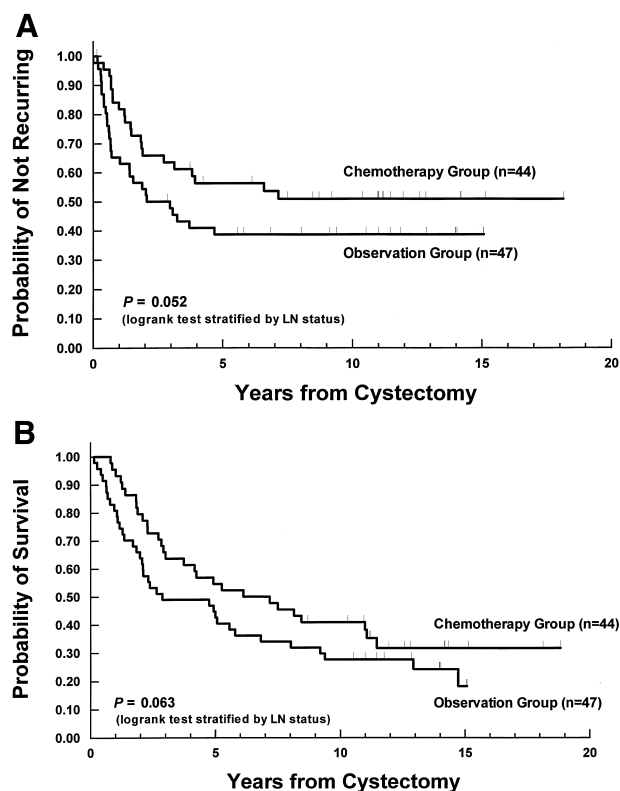 A
Probability of Not Recurring
1.00
0.90
0.80
0.70
0.60
0.50
0.40
0.30
0.20
0.10
0.00
Chemotherapy Group (n=44)
Observation Group (n=47)
P = 0.052
(logrank test stratified by LN status)
0 5 10 15 20
Years from Cystectomy
B
Probability of Survival
1.00
0.90
0.80
0.70
0.60
0.50
0.40
0.30
0.20
0.10
0.00
Chemotherapy Group (n=44)
Observation Group (n=47)
P = 0.063
(logrank test stratified by LN status)
0 5 10 15 20
Years from Cystectomy